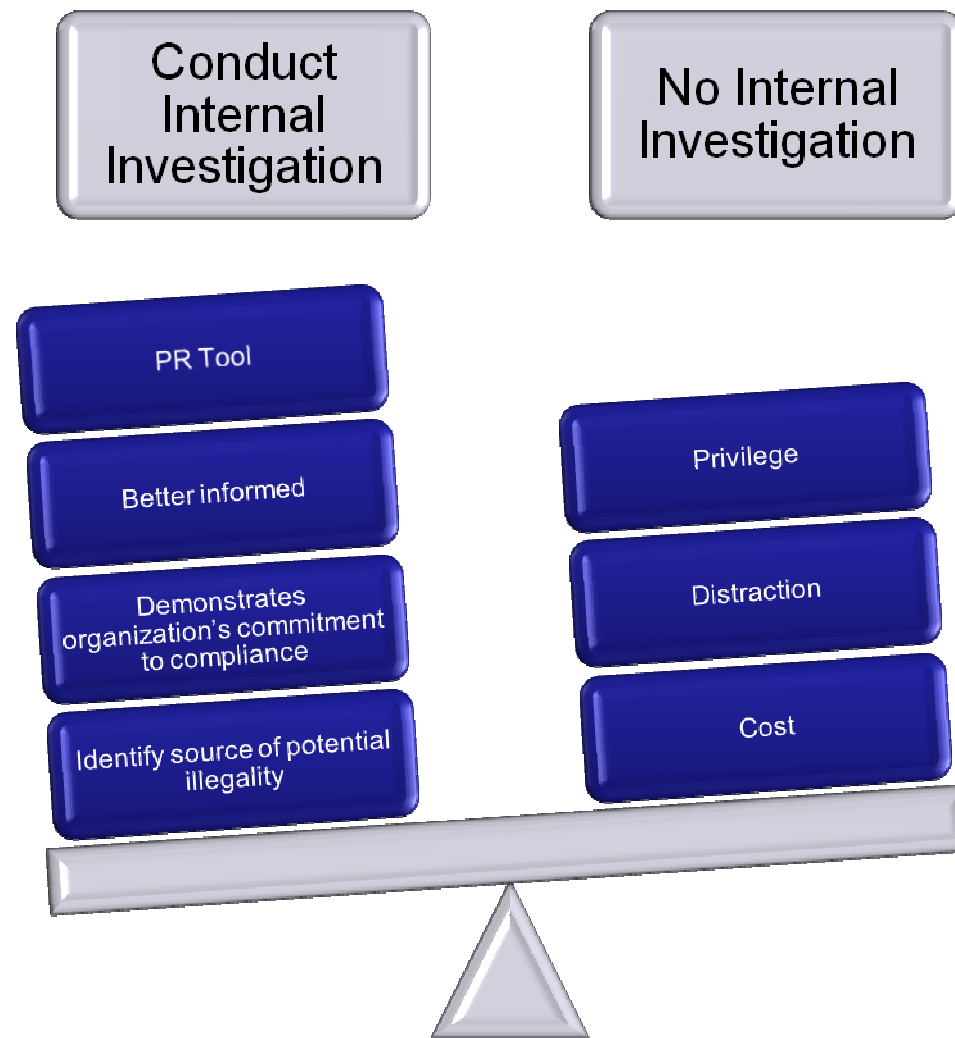 Conduct
Internal
Investigation
No Internal
Investigation
PR Tool
Better informed
Demonstrates
organization’s commitment
to compliance
Identify source of potential
illegality
Privilege
Distraction
Cost